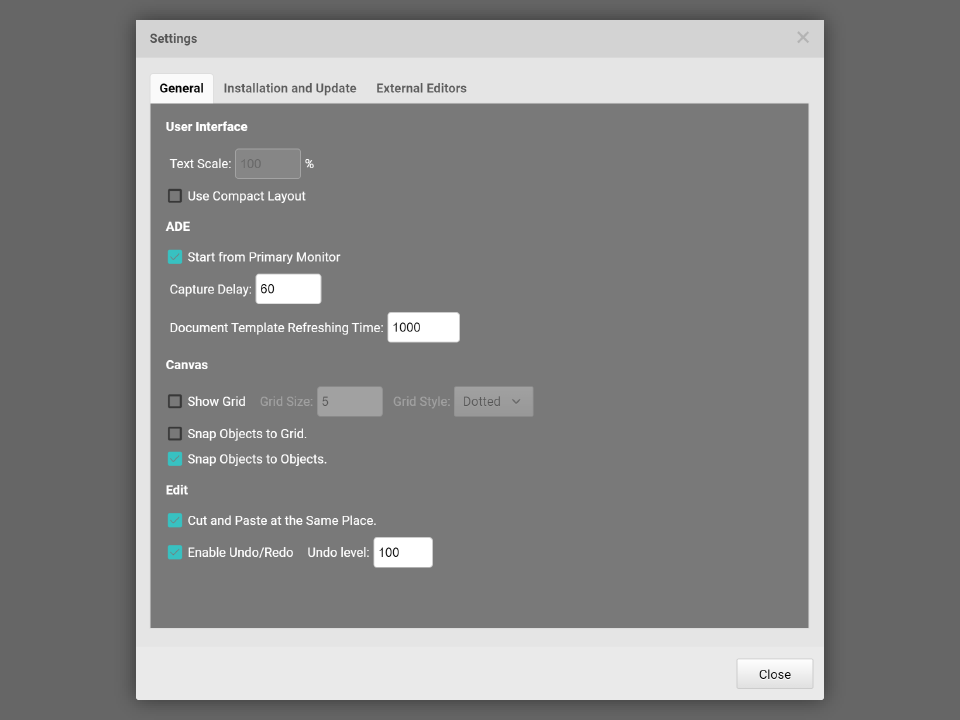 Settings
General Installation and Update External Editors
User Interface
Text Scale: 100 %
Use Compact Layout
ADE
Start from Primary Monitor
Capture Delay: 60
Document Template Refreshing Time: 1000
Canvas
Show Grid Grid Size: 5 Grid Style: Dotted
Snap Objects to Grid.
Snap Objects to Objects.
Edit
Cut and Paste at the Same Place.
Enable Undo/Redo Undo level: 100
Close